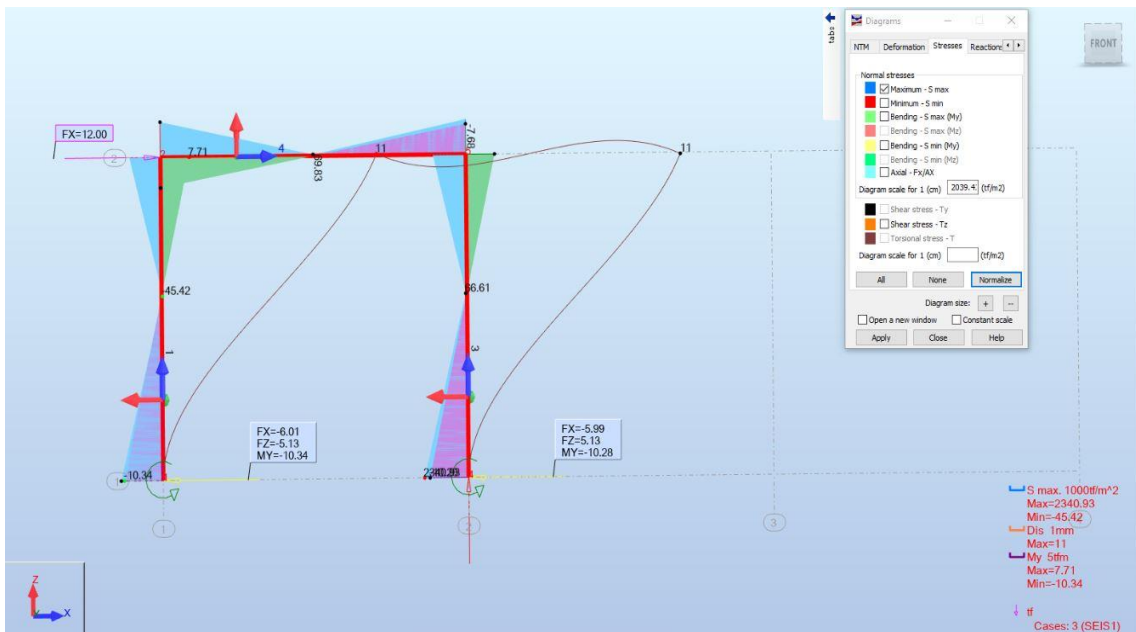 Diagrams
tabs
NTM Deformation Stresses Reactions
FRONT
Normal stresses
Maximum - S max
Minimum - S min
Bending - S max (My)
Bending - S max (Mz)
Bending - S min (My)
Bending - S min (Mz)
Axial - Fx/AX
Diagram scale for 1 (cm) 2039.4 (tf/m2)
Shear stress - Ty
Shear stress - Tz
Torsional stress - T
Diagram scale for 1 (cm) (tf/m2)
All None Normalize
Diagram size: + −
Open a new window Constant scale
Apply Close Help
FX=12.00
2
7.71
4
69.83
11
-7.68
11
-45.42
66.61
1
3
FX=-6.01
FZ=-5.13
MY=-10.34
FX=-5.99
FZ=5.13
MY=-10.28
1
-10.34
1
2
3
S max. 1000tf/m^2
Max=2340.93
Min=-45.42
Dis 1mm
Max=11
My 5tfm
Max=7.71
Min=-10.34
tf
Cases: 3 (SEIS1)
Z
X